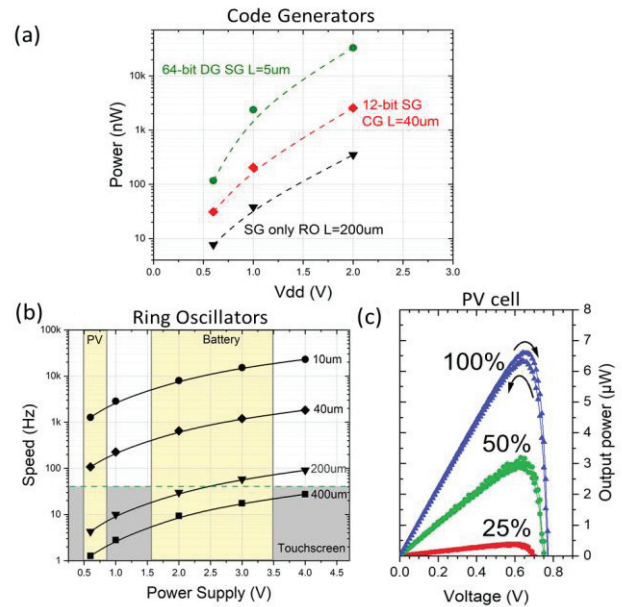 Code Generators
(a)
64-bit DG SG L=5um
12-bit SG
CG L=40um
SG only RO L=200um
Power (nW)
10k
1k
100
10
0.0 0.5 1.0 1.5 2.0 2.5 3.0
Vdd (V)
(b)
Ring Oscillators
PV
Battery
10um
40um
200um
400um
Touchscreen
Speed (Hz)
100k
10k
1k
100
10
1
0.5 1.0 1.5 2.0 2.5 3.0 3.5 4.0 4.5
Power Supply (V)
(c)
PV cell
100%
50%
25%
8
7
6
5
4
3
2
1
0
Output power (μW)
0.0 0.2 0.4 0.6 0.8
Voltage (V)